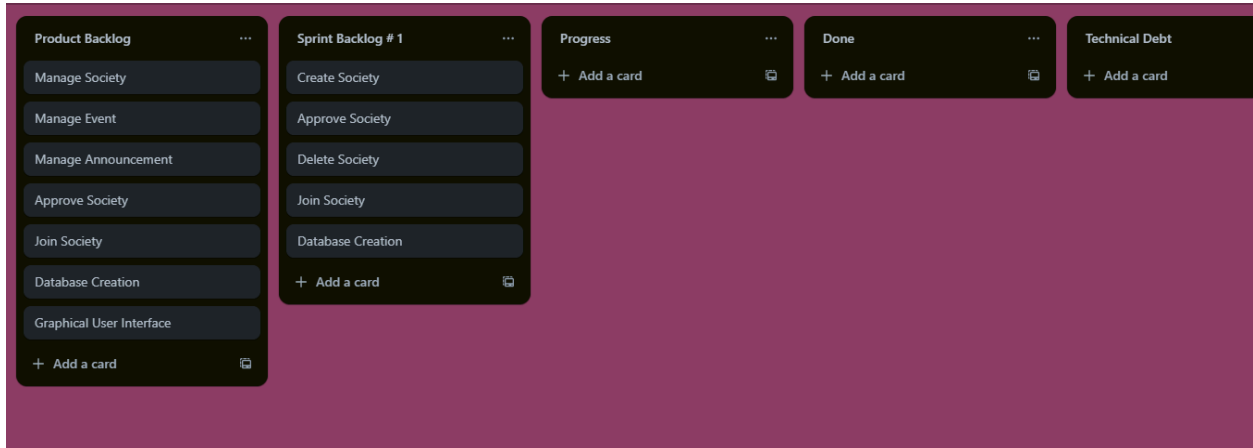 Product Backlog
Manage Society
Manage Event
Manage Announcement
Approve Society
Join Society
Database Creation
Graphical User Interface
+ Add a card
Sprint Backlog # 1
Create Society
Approve Society
Delete Society
Join Society
Database Creation
+ Add a card
Progress
+ Add a card
Done
+ Add a card
Technical Debt
+ Add a card